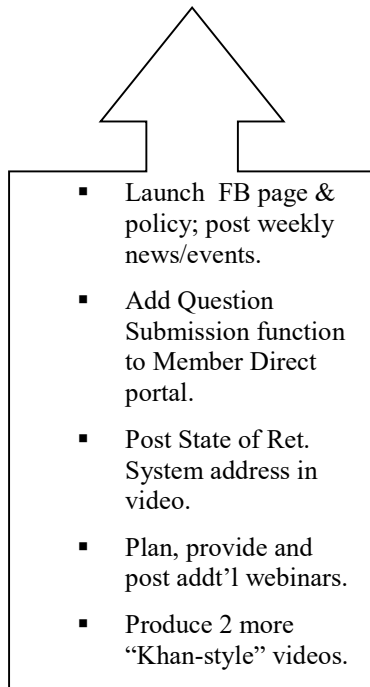 ▪ Launch FB page &
policy; post weekly
news/events.
▪ Add Question
Submission function
to Member Direct
portal.
▪ Post State of Ret.
System address in
video.
▪ Plan, provide and
post addt’l webinars.
▪ Produce 2 more
“Khan-style” videos.